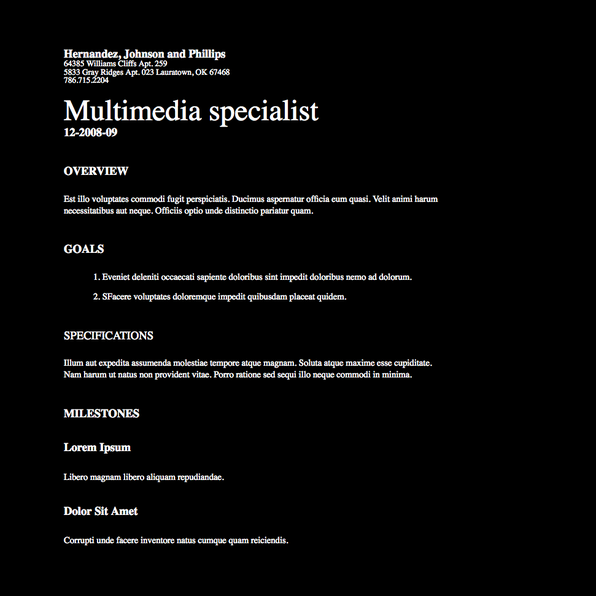 Hernandez, Johnson and Phillips
64385 Williams Cliffs Apt. 259
5833 Gray Ridges Apt. 023 Lauratown, OK 67468
786.715.2204
Multimedia specialist
12-2008-09
OVERVIEW
Est illo voluptates commodi fugit perspiciatis. Ducimus aspernatur officia eum quasi. Velit animi harum
necessitatibus aut neque. Officiis optio unde distinctio pariatur quam.
GOALS
1. Eveniet deleniti occaecati sapiente doloribus sint impedit doloribus nemo ad dolorum.
2. SFacere voluptates doloremque impedit quibusdam placeat quidem.
SPECIFICATIONS
Illum aut expedita assumenda molestiae tempore atque magnam. Soluta atque maxime esse cupiditate.
Nam harum ut natus non provident vitae. Porro ratione sed sequi illo neque commodi in minima.
MILESTONES
Lorem Ipsum
Libero magnam libero aliquam repudiandae.
Dolor Sit Amet
Corrupti unde facere inventore natus cumque quam reiciendis.